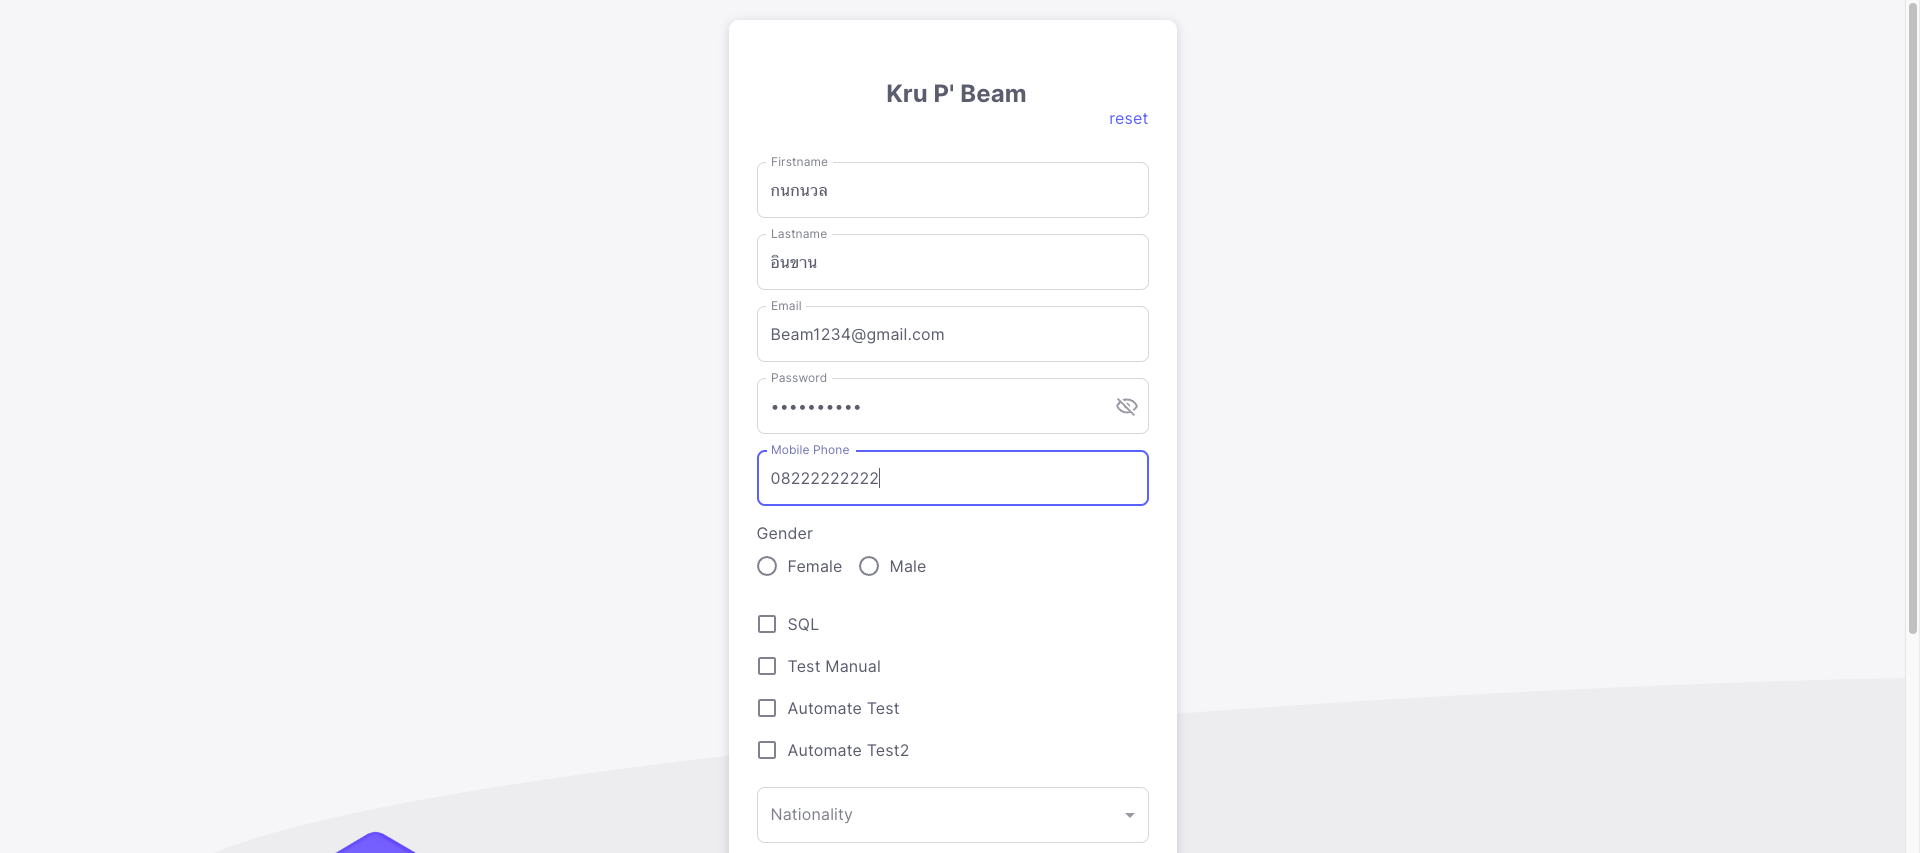 Kru P' Beam
reset
Firstname
กนกนวล
Lastname
อินขาน
Email
Beam1234@gmail.com
Password
••••••••••
Mobile Phone
08222222222
Gender
Female Male
SQL
Test Manual
Automate Test
Automate Test2
Nationality